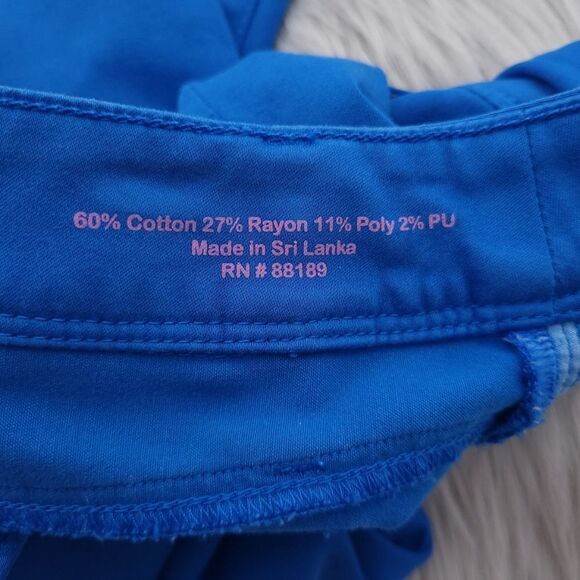 60% Cotton 27% Rayon 11% Poly 2% PU
Made in Sri Lanka
RN # 88189